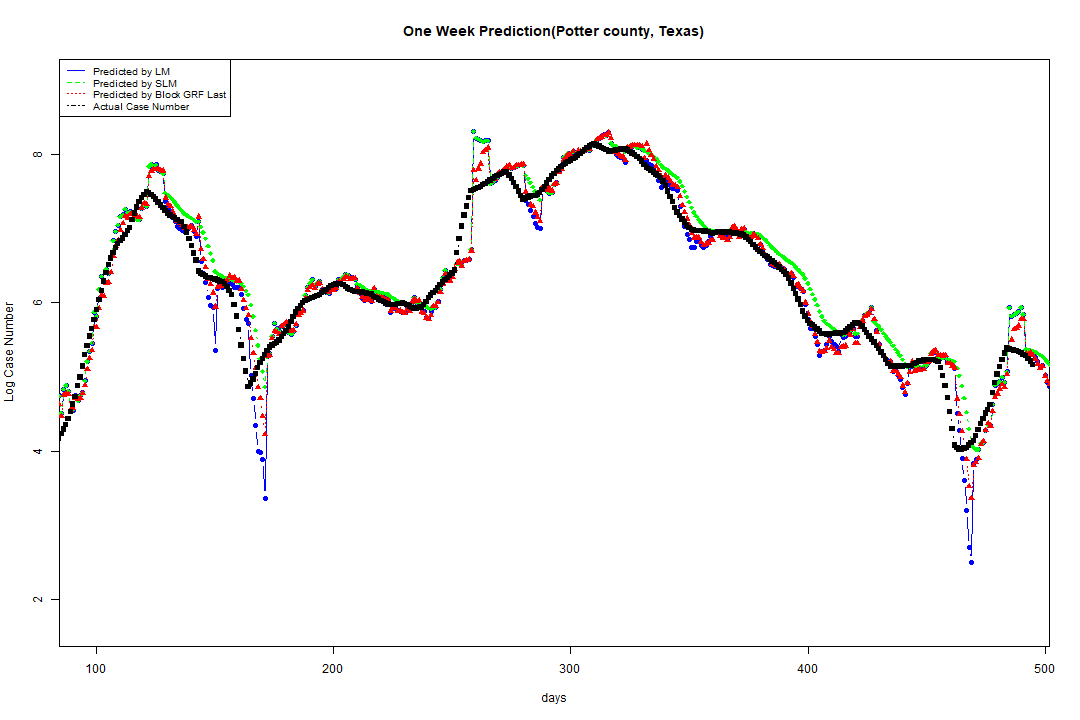 One Week Prediction(Potter county, Texas)
Predicted by LM
Predicted by SLM
Predicted by Block GRF Last
Actual Case Number
8
6
4
2
Log Case Number
100 200 300 400 500
days